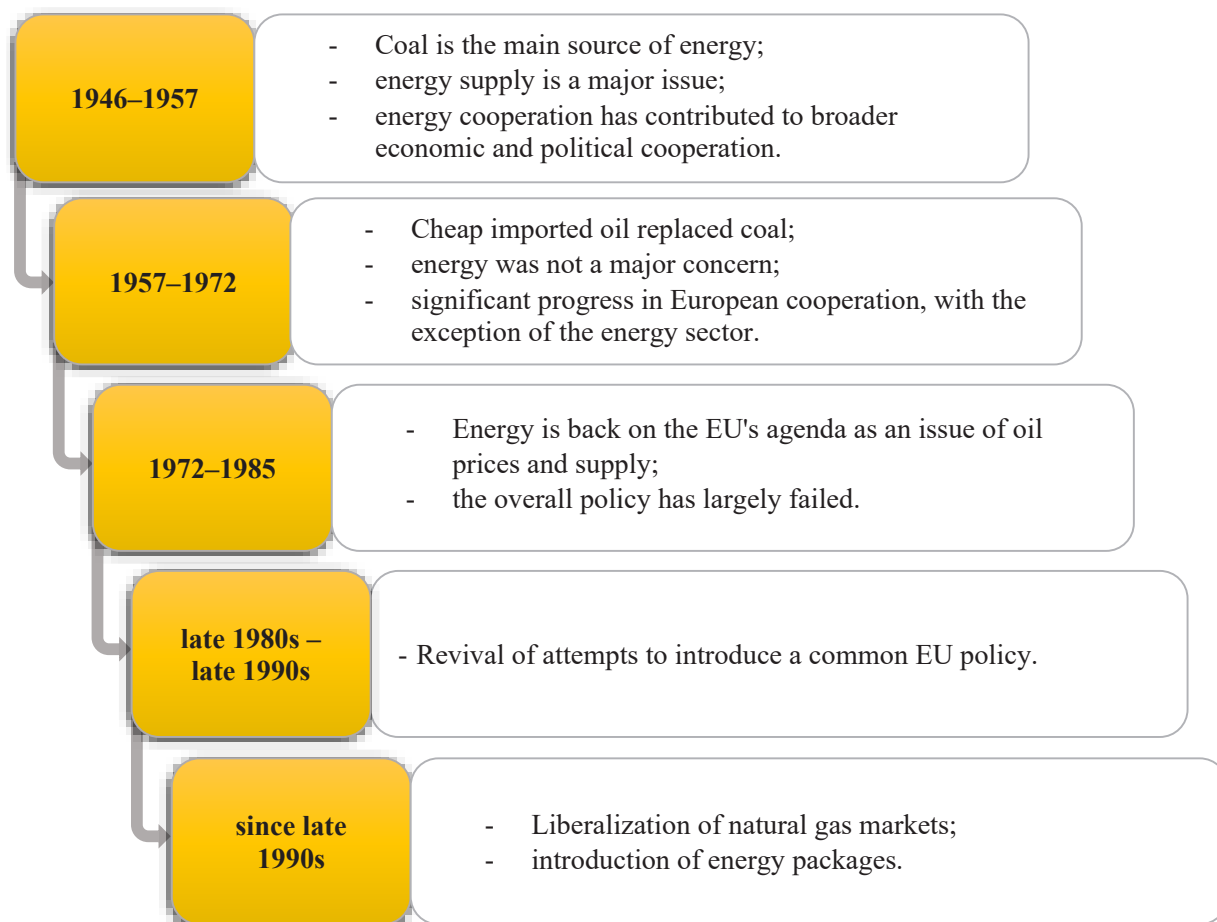 1946–1957
- Coal is the main source of energy;
- energy supply is a major issue;
- energy cooperation has contributed to broader
economic and political cooperation.
1957–1972
- Cheap imported oil replaced coal;
- energy was not a major concern;
- significant progress in European cooperation, with the
exception of the energy sector.
1972–1985
- Energy is back on the EU's agenda as an issue of oil
prices and supply;
- the overall policy has largely failed.
late 1980s –
late 1990s
- Revival of attempts to introduce a common EU policy.
since late
1990s
- Liberalization of natural gas markets;
- introduction of energy packages.